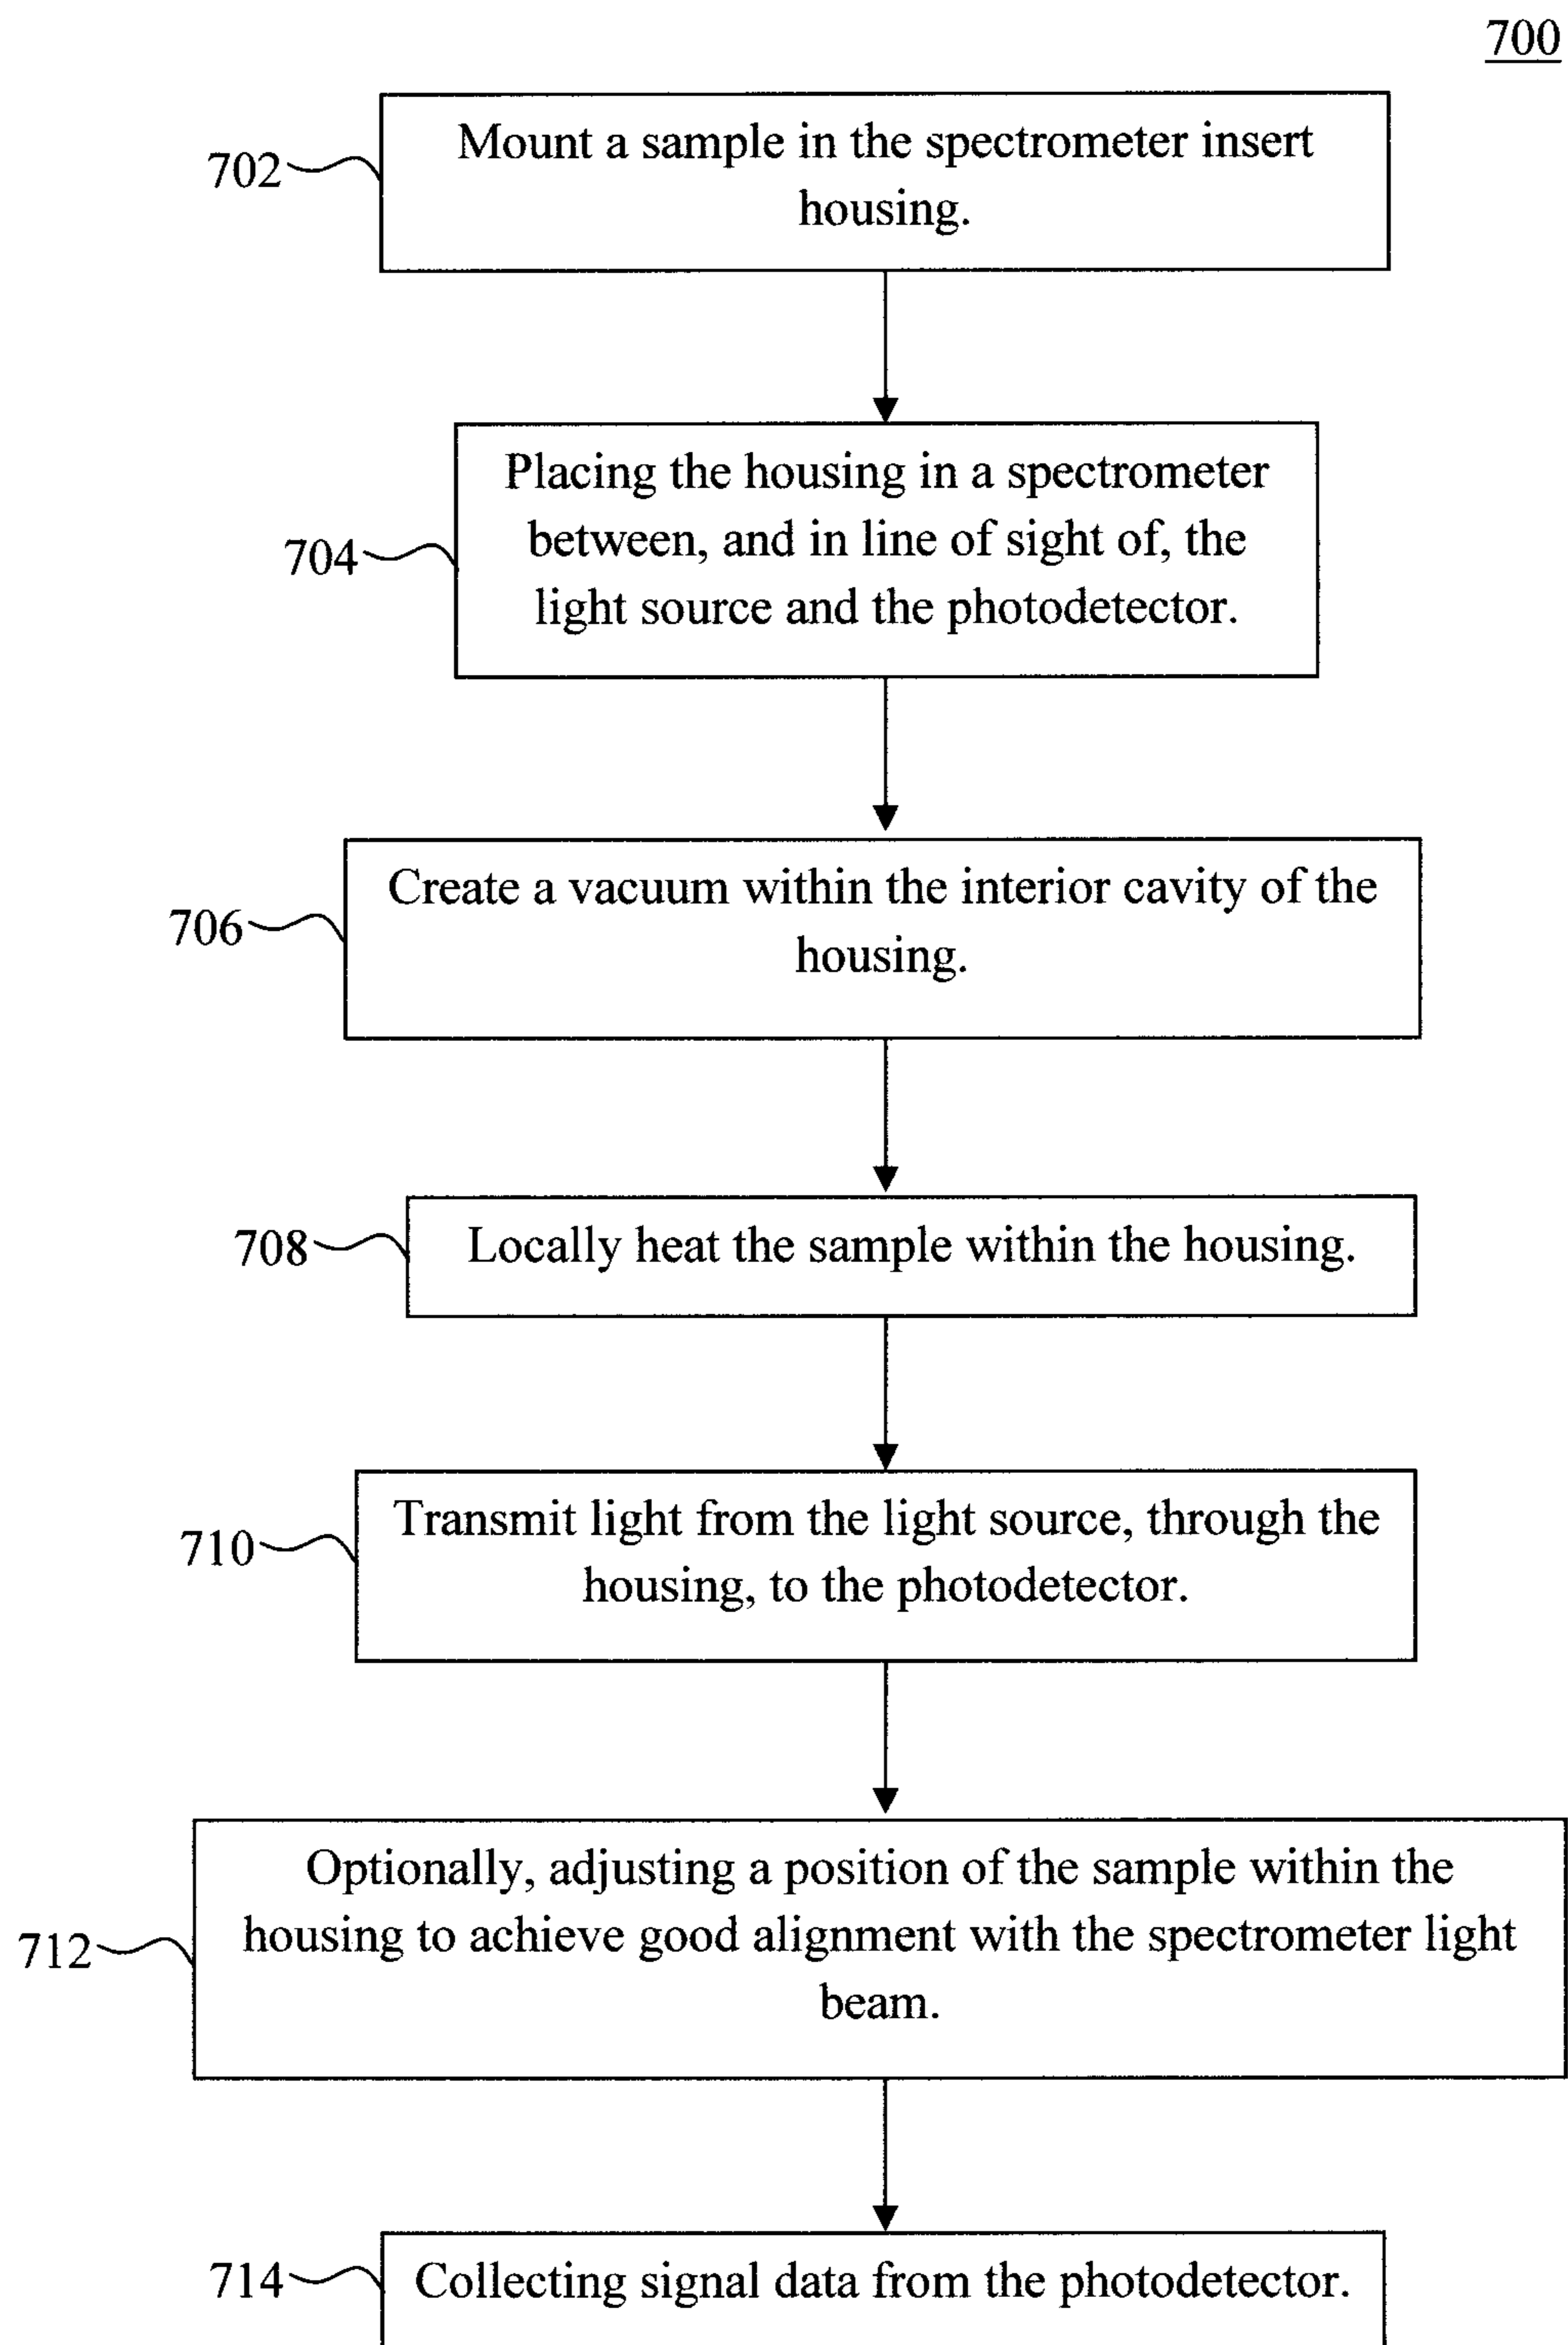 700
702
Mount a sample in the spectrometer insert
housing.
704
Placing the housing in a spectrometer
between, and in line of sight of, the
light source and the photodetector.
706
Create a vacuum within the interior cavity of the
housing.
708
Locally heat the sample within the housing.
710
Transmit light from the light source, through the
housing, to the photodetector.
712
Optionally, adjusting a position of the sample within the
housing to achieve good alignment with the spectrometer light
beam.
714
Collecting signal data from the photodetector.